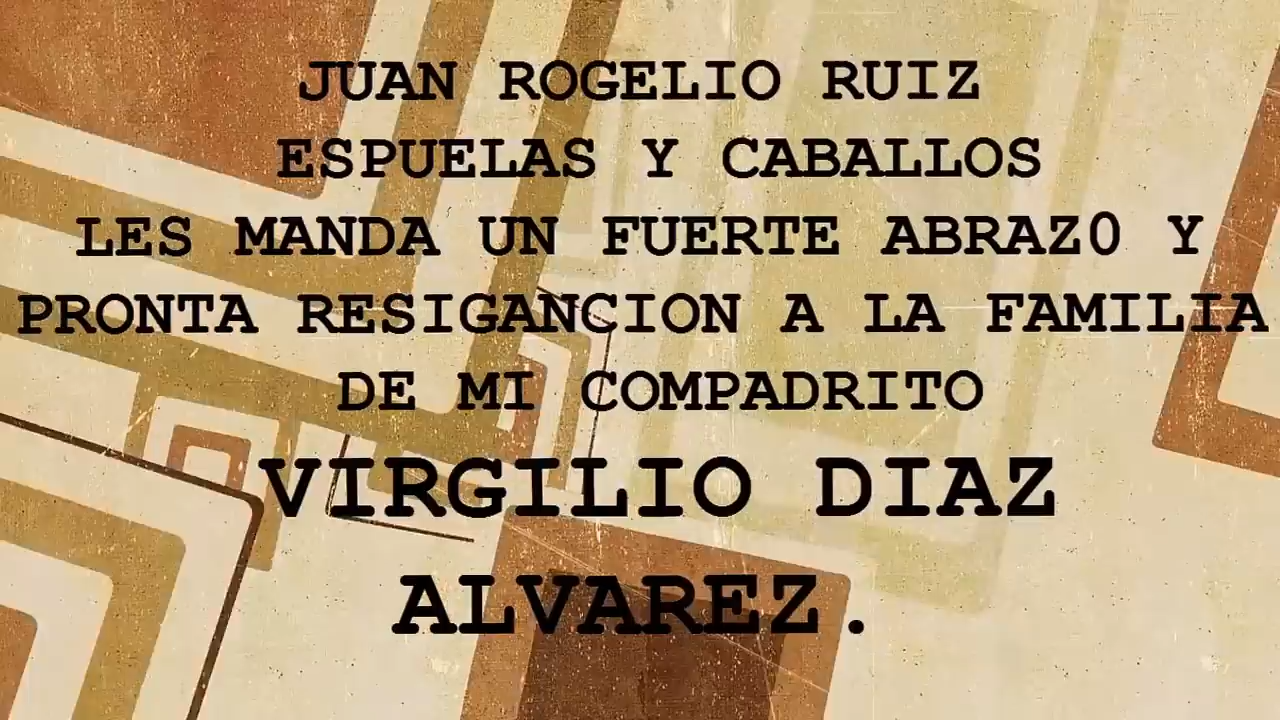 JUAN ROGELIO RUIZ
ESPUELAS Y CABALLOS
LES MANDA UN FUERTE ABRAZ0 Y
PRONTA RESIGANCION A LA FAMILIA
DE MI COMPADRITO
VIRGILIO DIAZ
ALVAREZ.